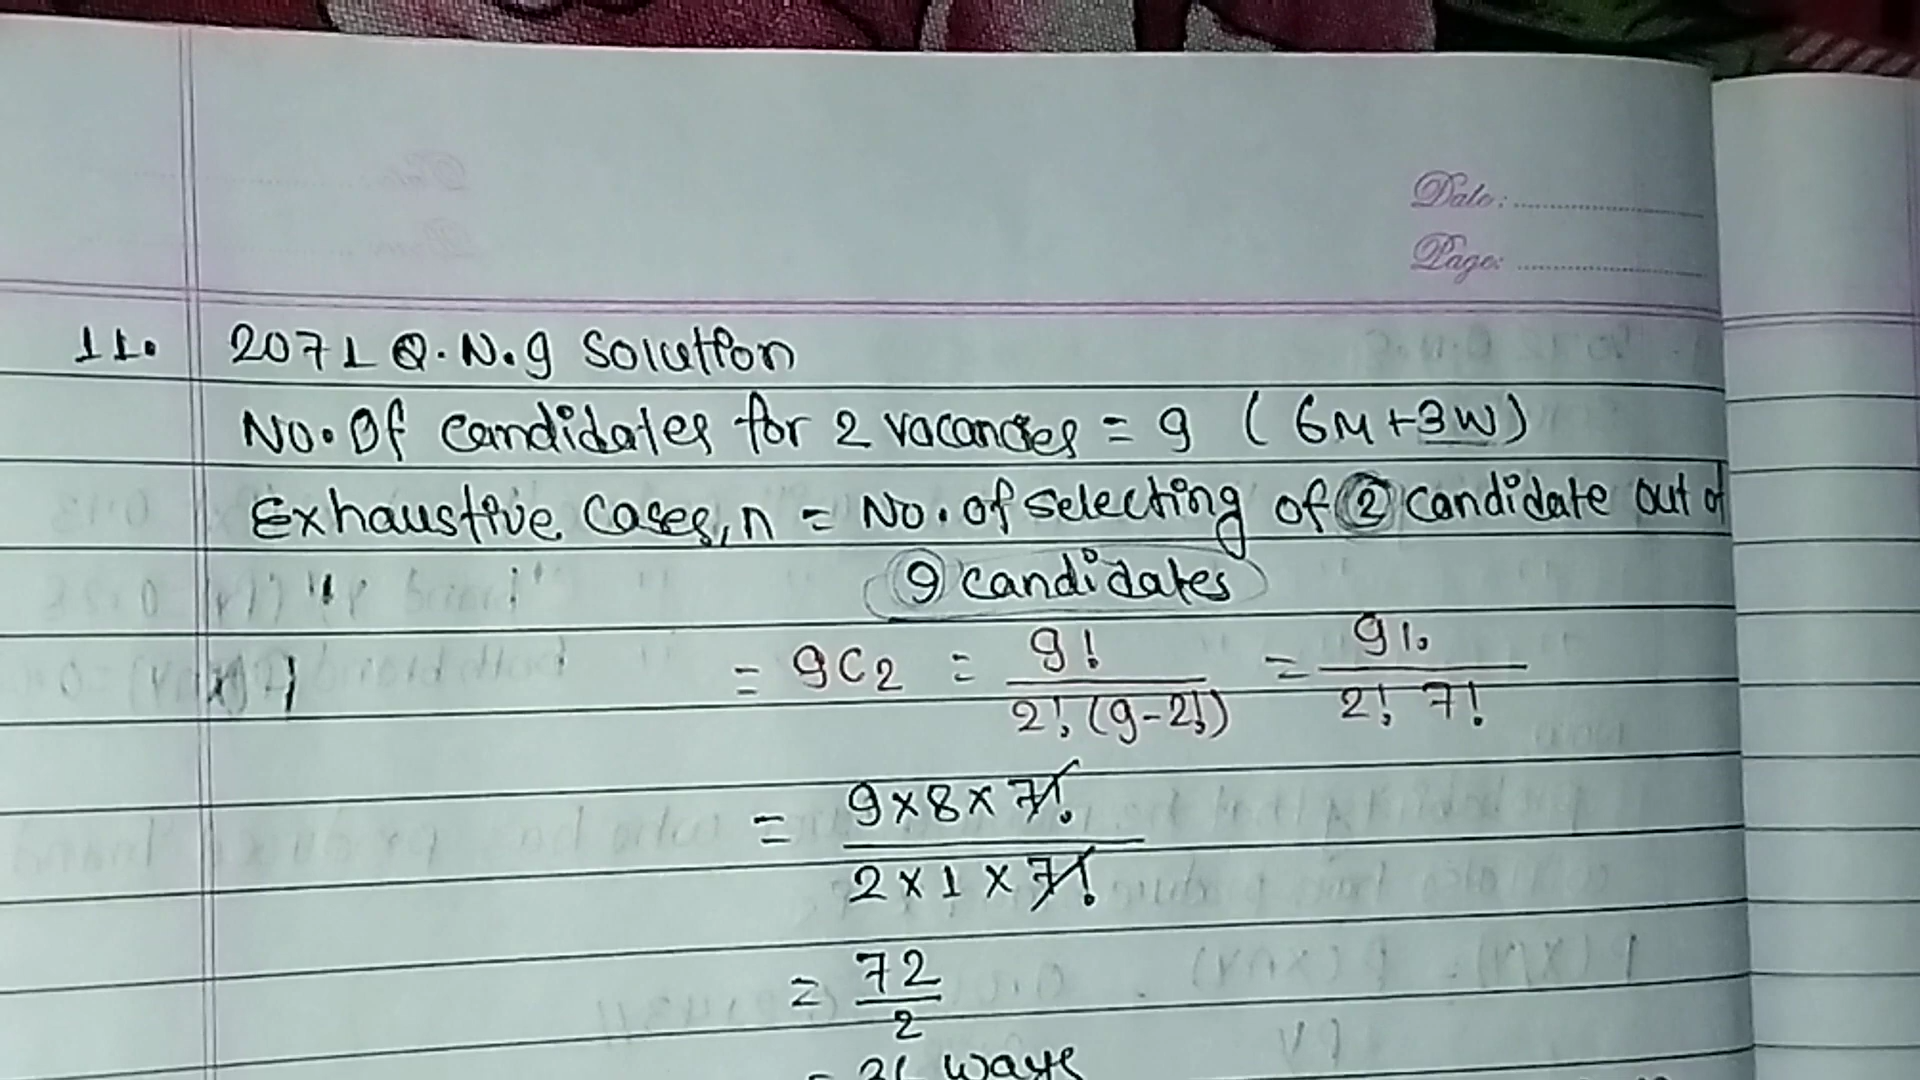 Date: ..............
Page: ..............
11. 2071 Q.N.9 Solution
No. Of candidates for 2 vacancies = 9 (6M+3W)
Exhaustive Cases, n = No. of selecting of 2 candidate out of
9 candidates
= 9C2 = 9! / 2! (9-2!) = 9! / 2! 7!
= 9×8×7! / 2×1×7!
= 72 / 2
= 36 ways